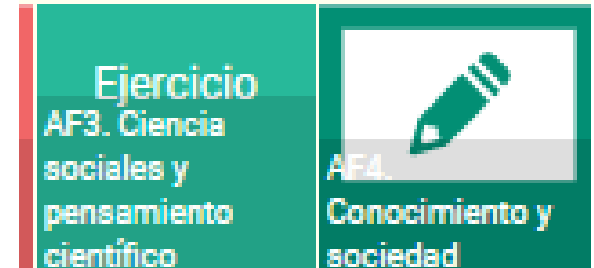 Ejercicio
AF3. Ciencia
sociales y
pensamiento
científico
AF4.
Conocimiento y
sociedad